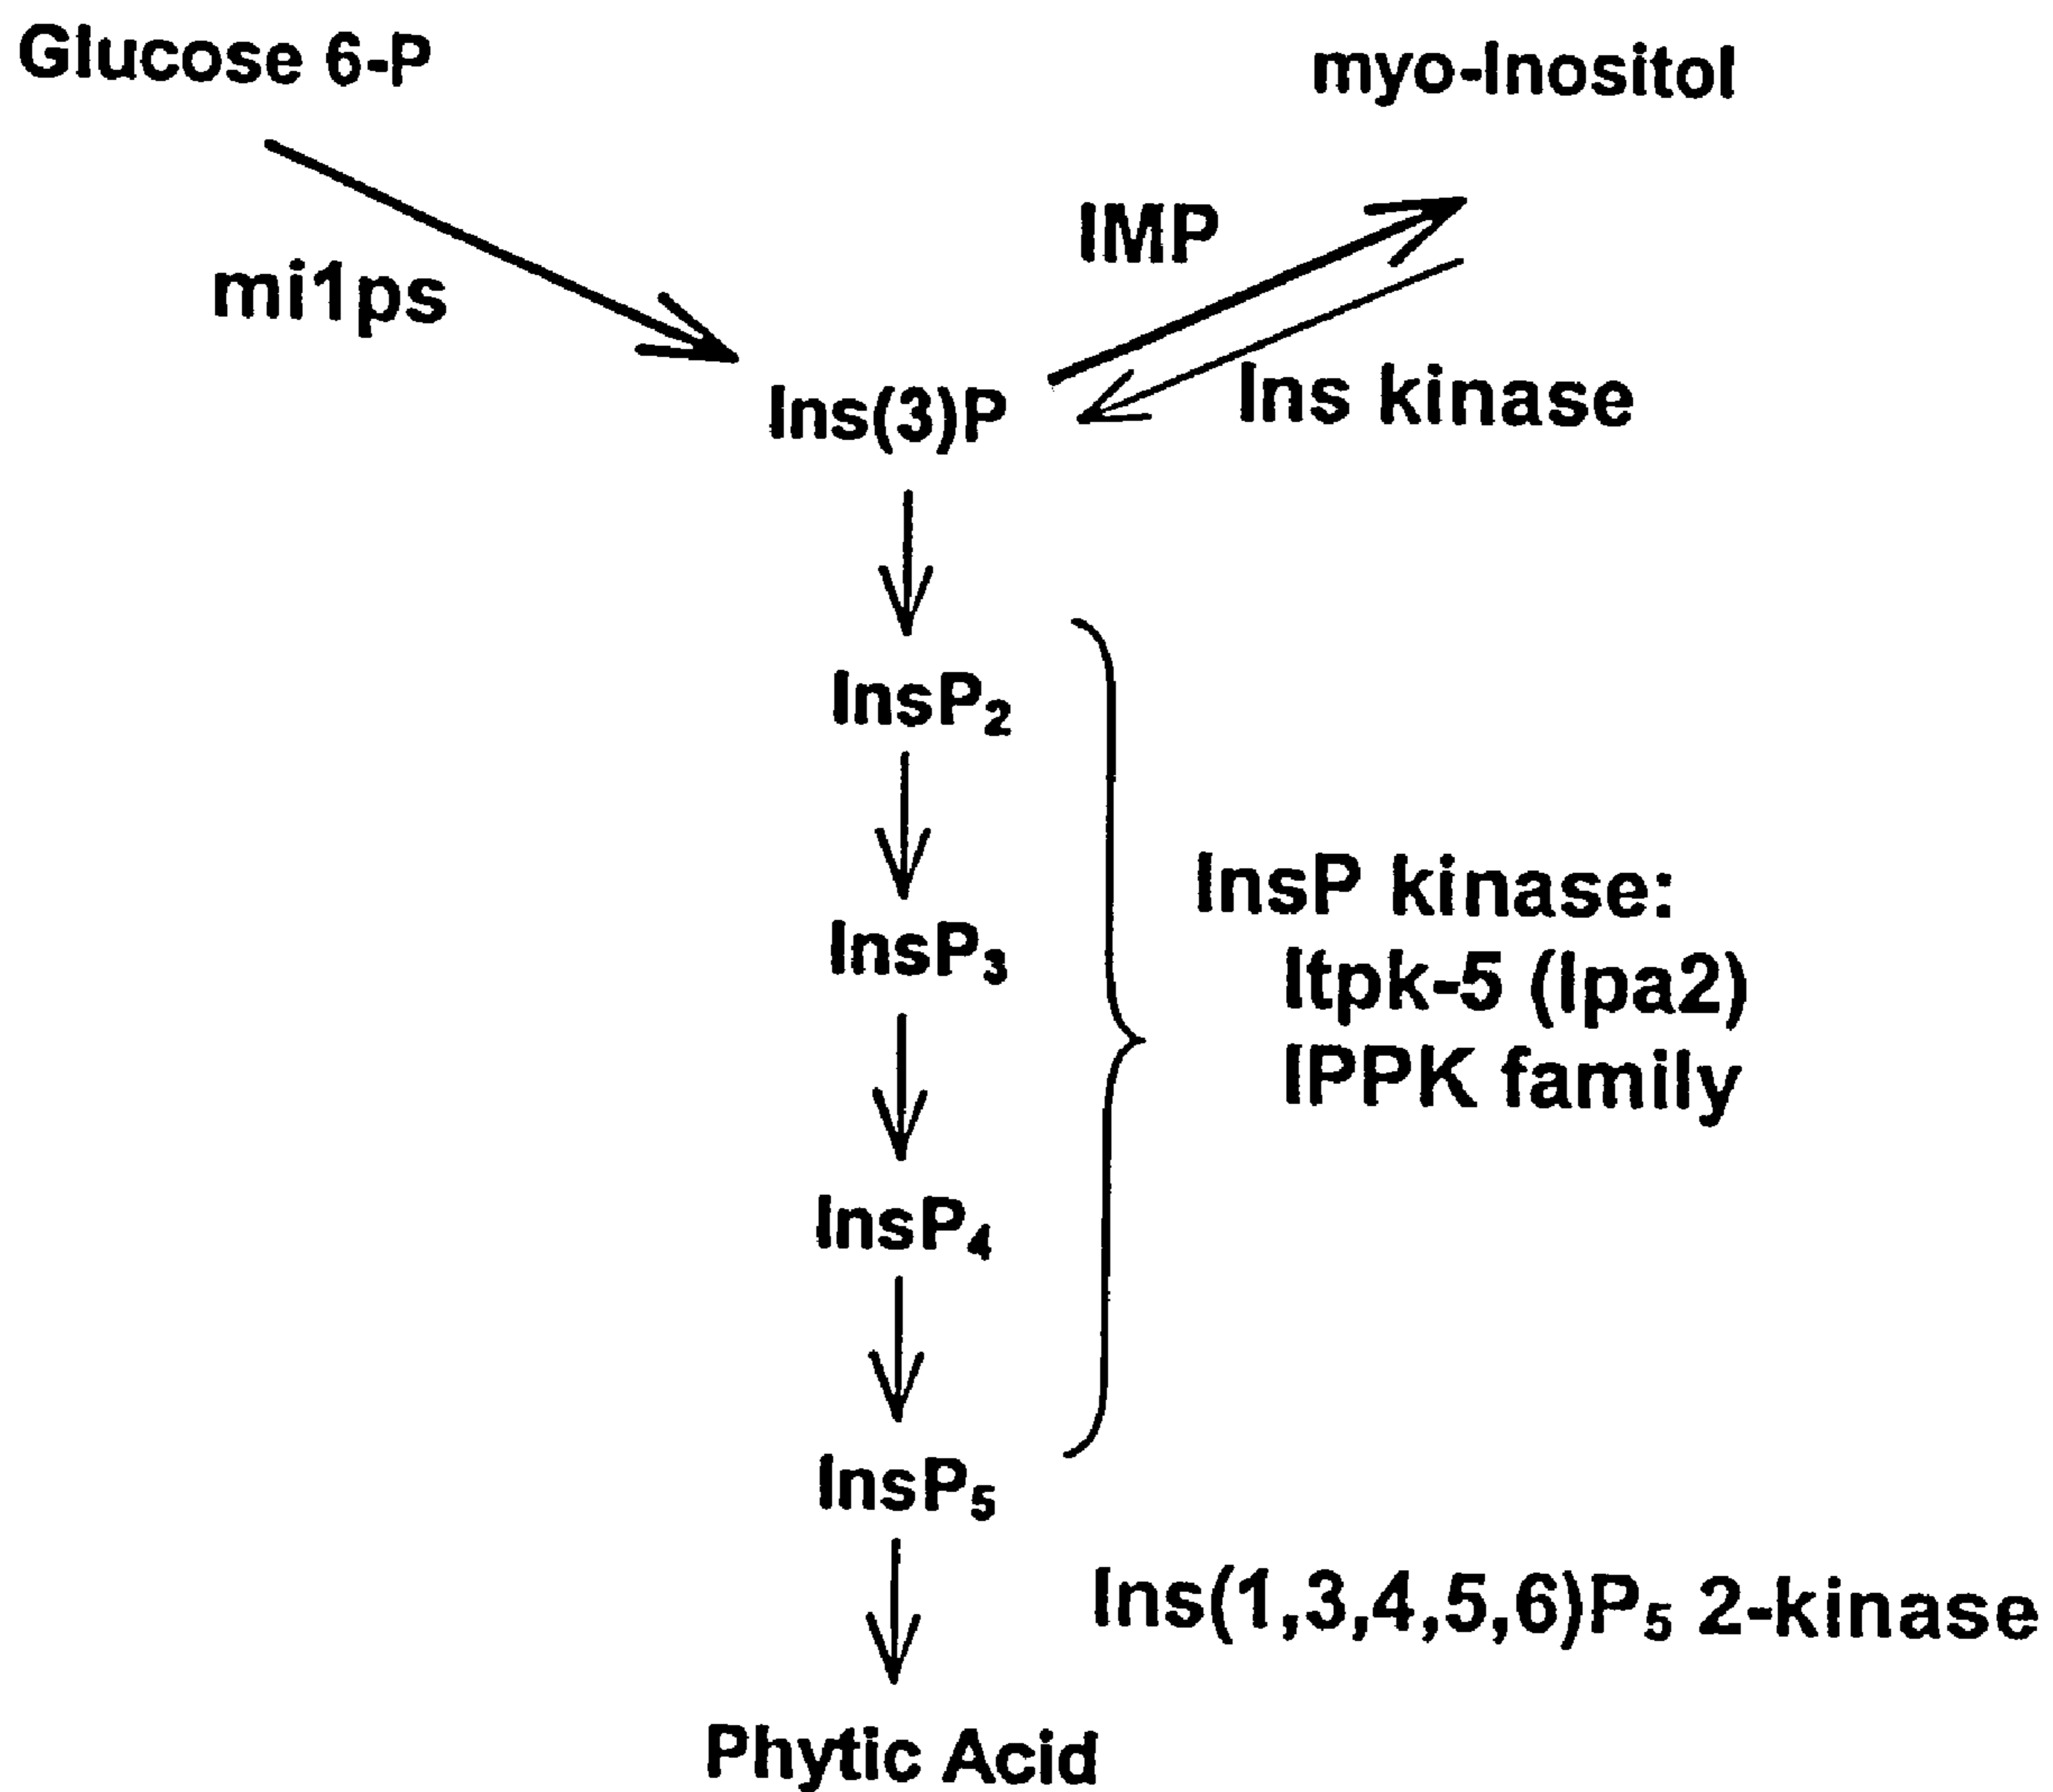 Glucose 6-P
myo-Inositol
IMP
mi1ps
Ins kinase
Ins(3)P
InsP₂
InsP₃
InsP kinase:
Itpk-5 (lpa2)
IPPK family
InsP₄
InsP₅
Ins(1,3,4,5,6)P₅ 2-kinase
Phytic Acid